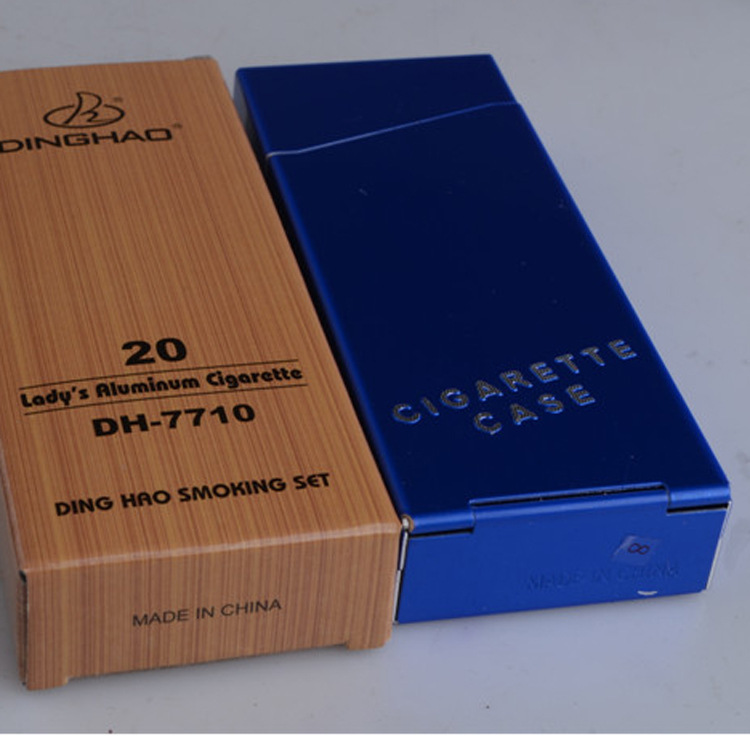 DINGHAO®
20
Lady's Aluminum Cigarette
DH-7710
DING HAO SMOKING SET
MADE IN CHINA
CIGARETTE
CASE
8
MADE IN CHINA